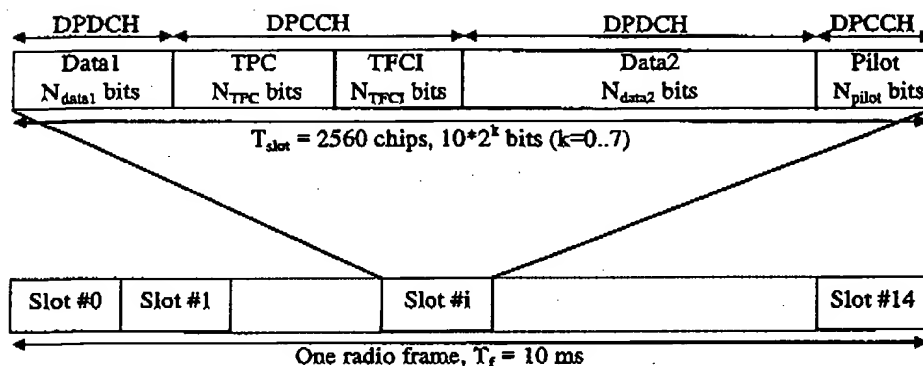 DPDCH DPCCH DPDCH DPCCH
Data1 TPC TFCI Data2 Pilot
N_data1 bits N_TPC bits N_TFCI bits N_data2 bits N_pilot bits
T_slot = 2560 chips, 10*2^k bits (k=0..7)
Slot #0 Slot #1 Slot #i Slot #14
One radio frame, T_f = 10 ms